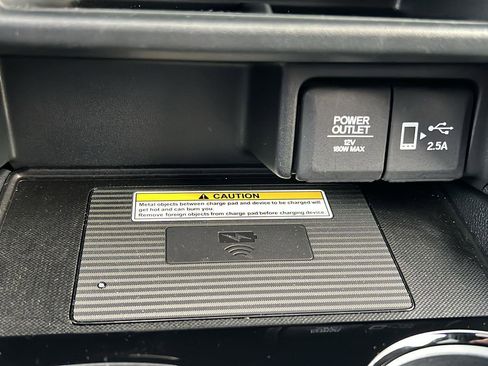 POWER
OUTLET
12V
180W MAX
2.5A
CAUTION
Metal objects between charge pad and device to be charged will
get hot and can burn you.
Remove foreign objects from charge pad before charging device.